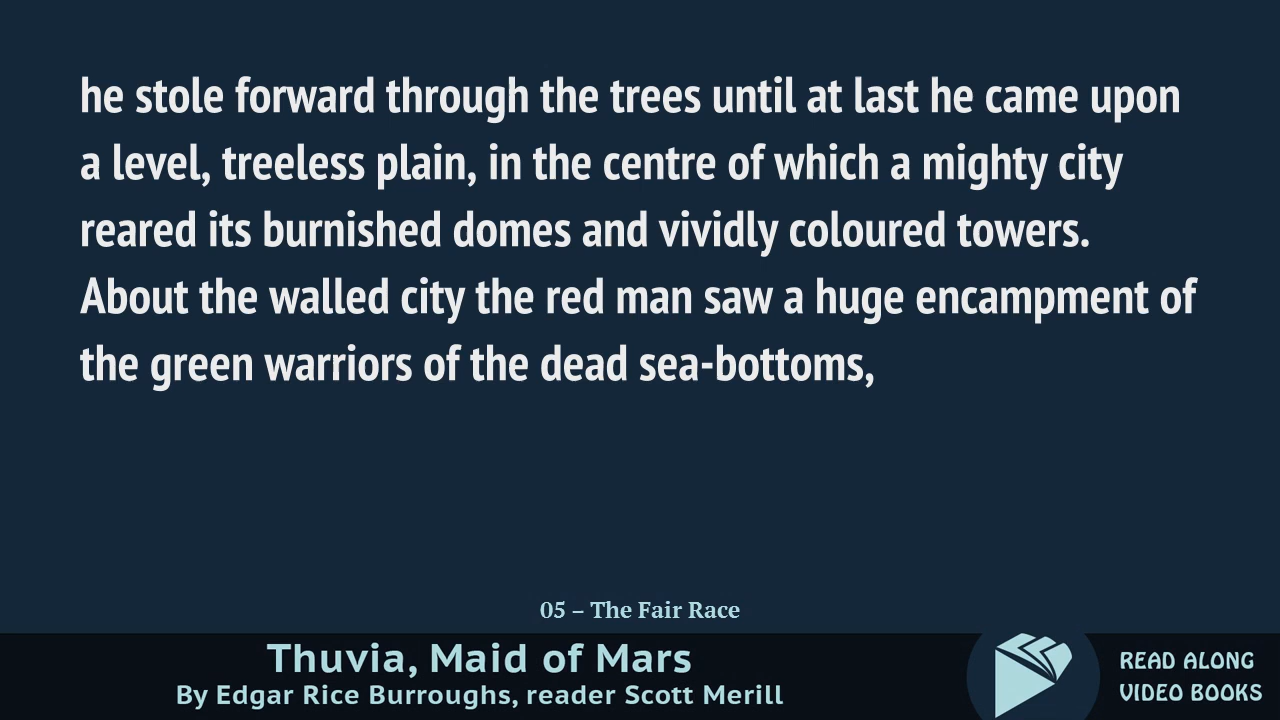 he stole forward through the trees until at last he came upon
a level, treeless plain, in the centre of which a mighty city
reared its burnished domes and vividly coloured towers.
About the walled city the red man saw a huge encampment of
the green warriors of the dead sea-bottoms,
05 – The Fair Race
Thuvia, Maid of Mars
By Edgar Rice Burroughs, reader Scott Merill
READ ALONG
VIDEO BOOKS